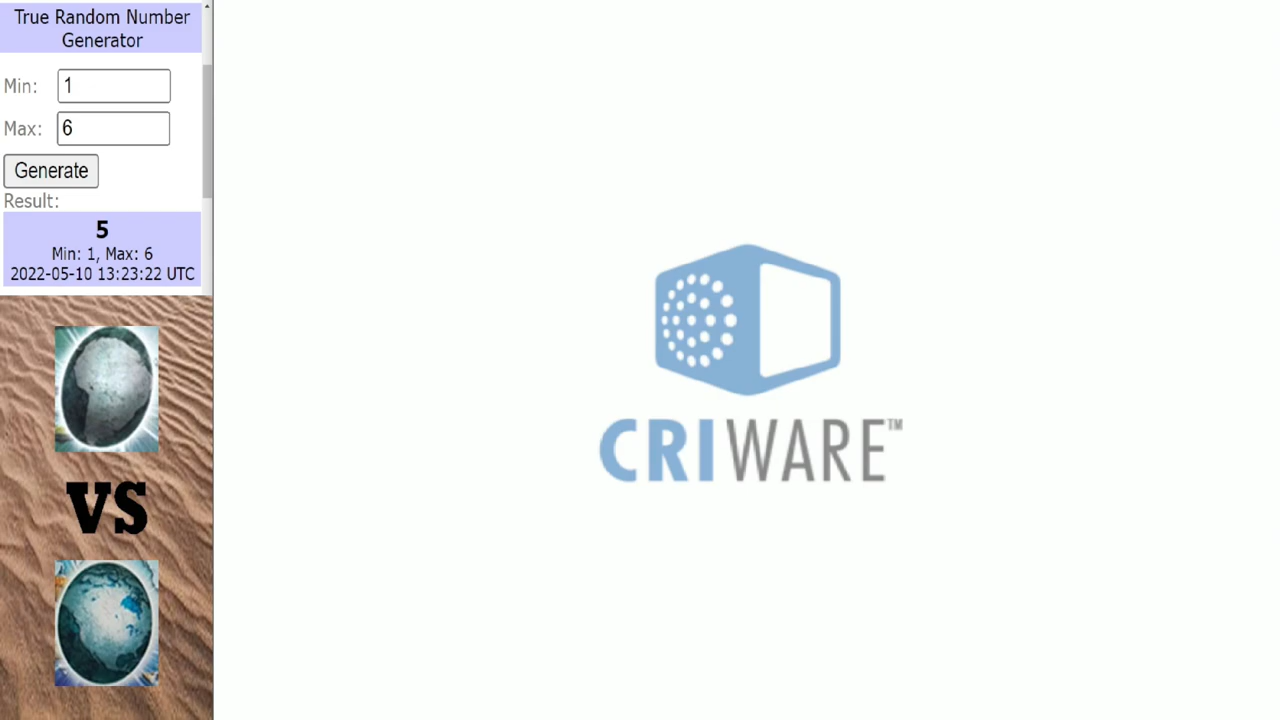 True Random Number
Generator
Min: 1
Max: 6
Generate
Result:
5
Min: 1, Max: 6
2022-05-10 13:23:22 UTC
VS
CRIWARE™